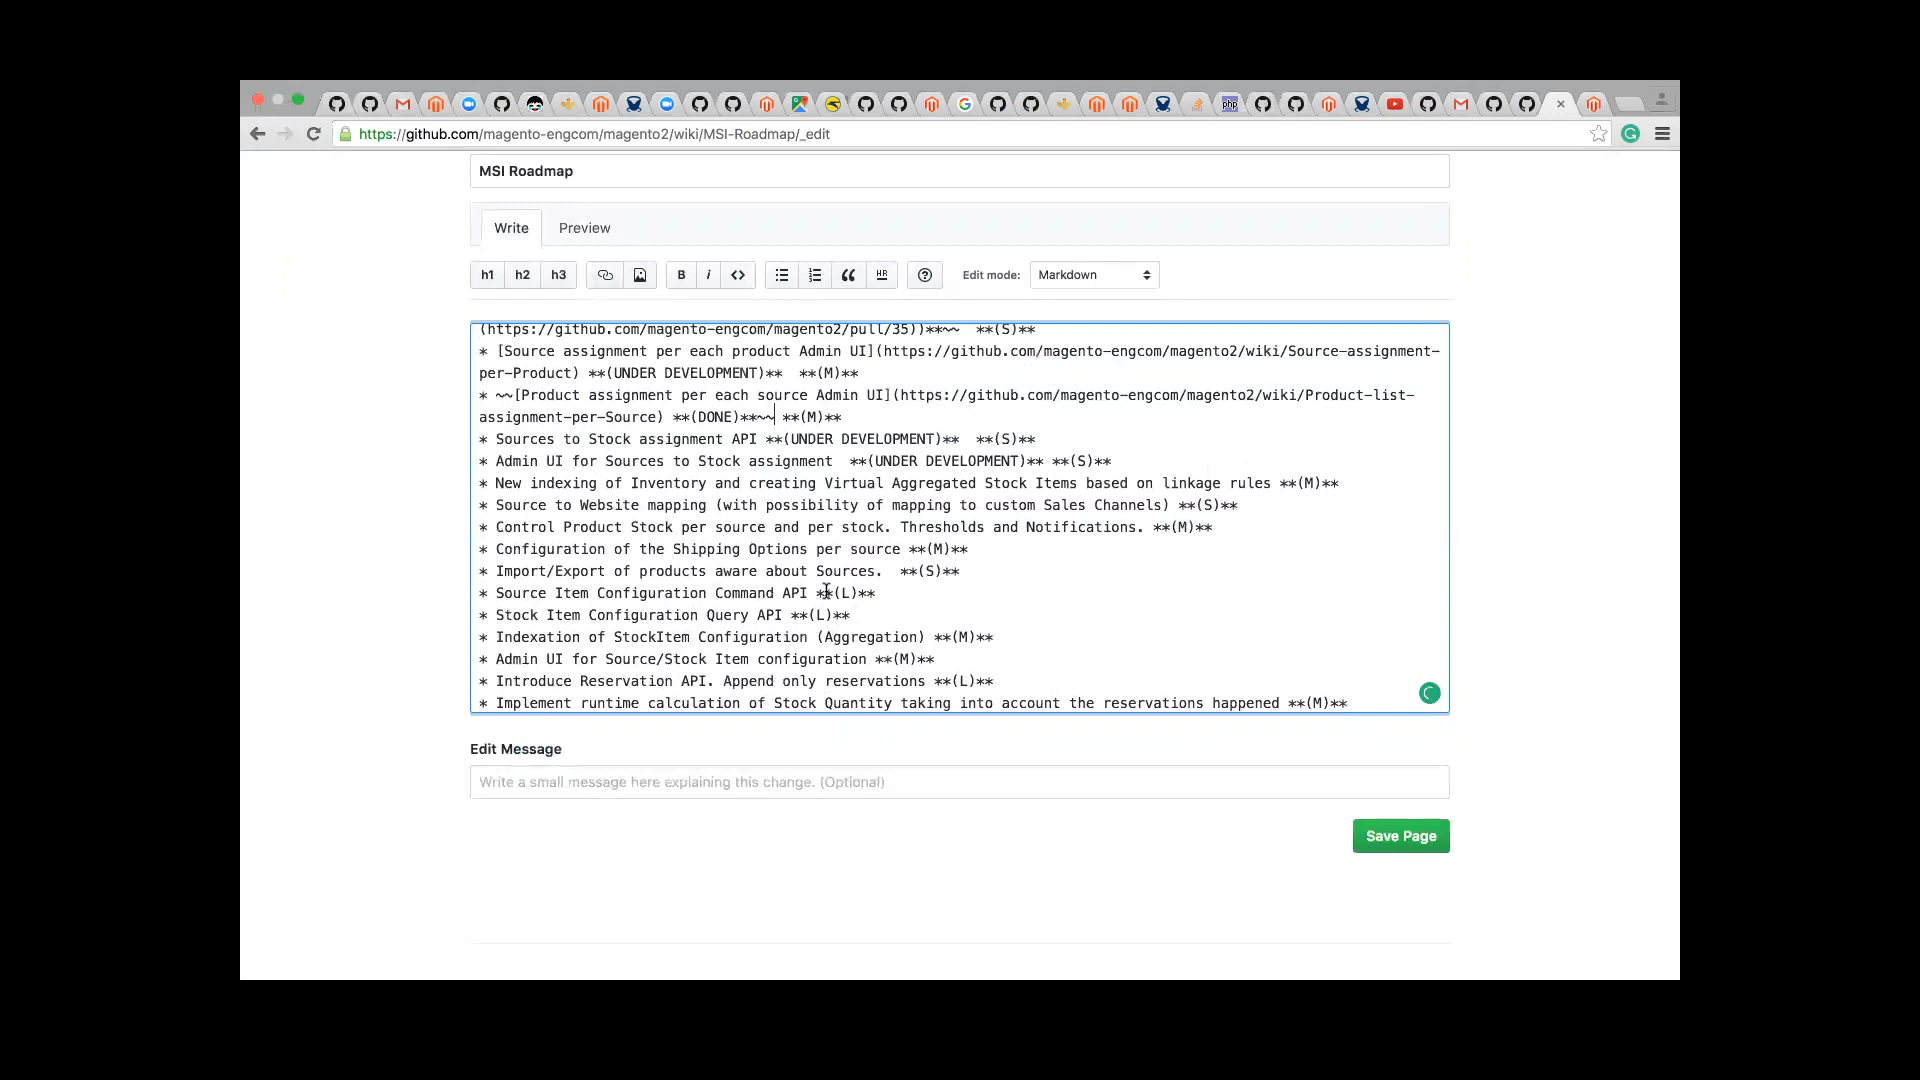 https://github.com/magento-engcom/magento2/wiki/MSI-Roadmap/_edit
MSI Roadmap
Write Preview
h1 h2 h3 B i <> HR Edit mode: Markdown
(https://github.com/magento-engcom/magento2/pull/35))**~~  **(S)**
* [Source assignment per each product Admin UI](https://github.com/magento-engcom/magento2/wiki/Source-assignment-
per-Product) **(UNDER DEVELOPMENT)**  **(M)**
* ~~[Product assignment per each source Admin UI](https://github.com/magento-engcom/magento2/wiki/Product-list-
assignment-per-Source) **(DONE)**~~ **(M)**
* Sources to Stock assignment API **(UNDER DEVELOPMENT)**  **(S)**
* Admin UI for Sources to Stock assignment  **(UNDER DEVELOPMENT)** **(S)**
* New indexing of Inventory and creating Virtual Aggregated Stock Items based on linkage rules **(M)**
* Source to Website mapping (with possibility of mapping to custom Sales Channels) **(S)**
* Control Product Stock per source and per stock. Thresholds and Notifications. **(M)**
* Configuration of the Shipping Options per source **(M)**
* Import/Export of products aware about Sources.  **(S)**
* Source Item Configuration Command API **(L)**
* Stock Item Configuration Query API **(L)**
* Indexation of StockItem Configuration (Aggregation) **(M)**
* Admin UI for Source/Stock Item configuration **(M)**
* Introduce Reservation API. Append only reservations **(L)**
* Implement runtime calculation of Stock Quantity taking into account the reservations happened **(M)**
Edit Message
Write a small message here explaining this change. (Optional)
Save Page